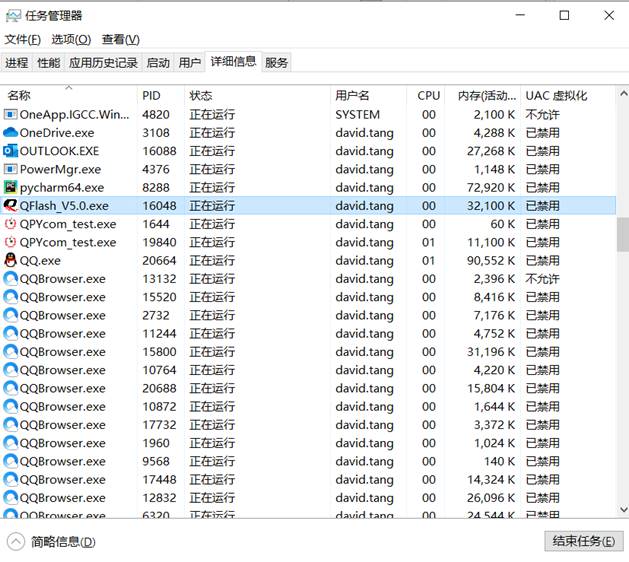 任务管理器
文件(F) 选项(O) 查看(V)
进程 性能 应用历史记录 启动 用户 详细信息 服务
名称 PID 状态 用户名 CPU 内存(活动... UAC 虚拟化
OneApp.IGCC.Win... 4820 正在运行 SYSTEM 00 2,100 K 不允许
OneDrive.exe 3108 正在运行 david.tang 00 4,288 K 已禁用
OUTLOOK.EXE 16088 正在运行 david.tang 00 27,268 K 已禁用
PowerMgr.exe 4376 正在运行 david.tang 00 1,148 K 已禁用
pycharm64.exe 8288 正在运行 david.tang 00 72,920 K 已禁用
QFlash_V5.0.exe 16048 正在运行 david.tang 00 32,100 K 已禁用
QPYcom_test.exe 1644 正在运行 david.tang 00 60 K 已禁用
QPYcom_test.exe 19840 正在运行 david.tang 01 11,100 K 已禁用
QQ.exe 20664 正在运行 david.tang 01 90,552 K 已禁用
QQBrowser.exe 13132 正在运行 david.tang 00 2,396 K 不允许
QQBrowser.exe 15520 正在运行 david.tang 00 8,416 K 已禁用
QQBrowser.exe 2732 正在运行 david.tang 00 7,176 K 已禁用
QQBrowser.exe 11244 正在运行 david.tang 00 4,752 K 已禁用
QQBrowser.exe 15800 正在运行 david.tang 00 31,196 K 已禁用
QQBrowser.exe 10764 正在运行 david.tang 00 4,220 K 已禁用
QQBrowser.exe 20688 正在运行 david.tang 00 15,804 K 已禁用
QQBrowser.exe 10872 正在运行 david.tang 00 1,644 K 已禁用
QQBrowser.exe 17732 正在运行 david.tang 00 3,372 K 已禁用
QQBrowser.exe 1960 正在运行 david.tang 00 1,024 K 已禁用
QQBrowser.exe 9568 正在运行 david.tang 00 140 K 已禁用
QQBrowser.exe 17448 正在运行 david.tang 00 14,324 K 已禁用
QQBrowser.exe 12832 正在运行 david.tang 00 26,096 K 已禁用
QQBrowser.exe 6320 正在运行 david.tang 00 24,544 K 已禁用
简略信息(D) 结束任务(E)